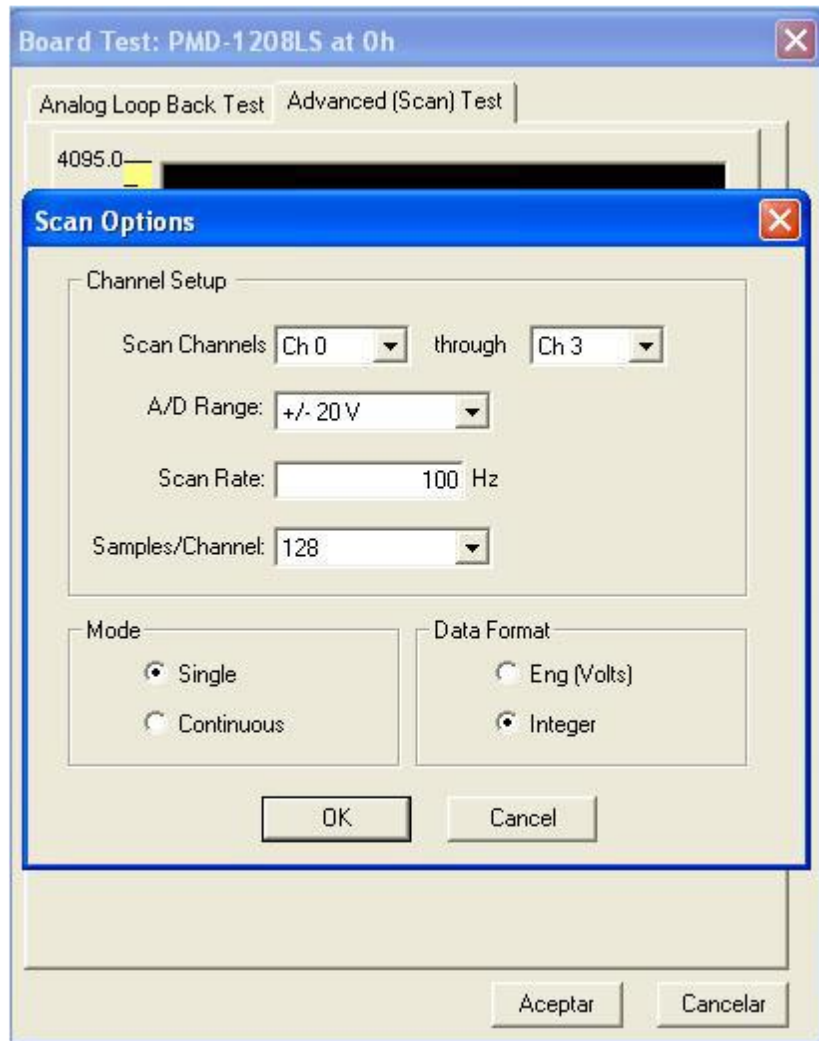 Board Test: PMD-1208LS at 0h
Analog Loop Back Test Advanced (Scan) Test
4095.0
Scan Options
Channel Setup
Scan Channels Ch 0 through Ch 3
A/D Range: +/- 20 V
Scan Rate: 100 Hz
Samples/Channel: 128
Mode
Single
Continuous
Data Format
Eng (Volts)
Integer
OK Cancel
Aceptar Cancelar